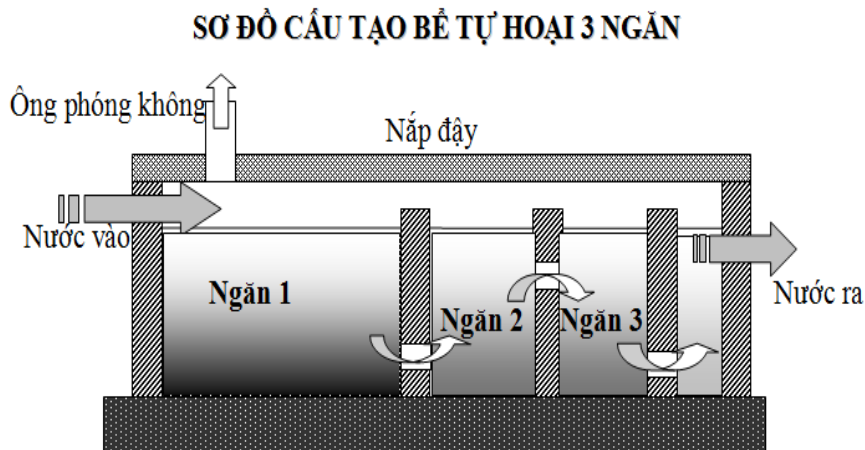 SƠ ĐỒ CẤU TẠO BỂ TỰ HOẠI 3 NGĂN
Ông phóng không
Nắp đậy
Nước vào
Ngăn 1
Ngăn 2
Ngăn 3
Nước ra